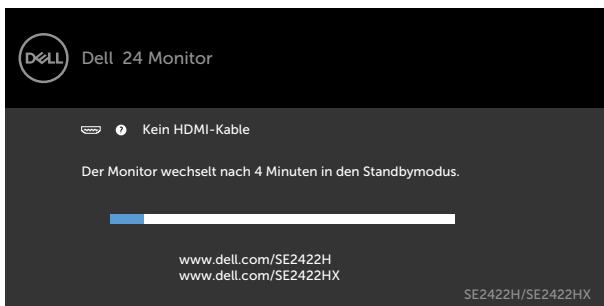 DELL
Dell 24 Monitor
? Kein HDMI-Kable
Der Monitor wechselt nach 4 Minuten in den Standbymodus.
www.dell.com/SE2422H
www.dell.com/SE2422HX
SE2422H/SE2422HX